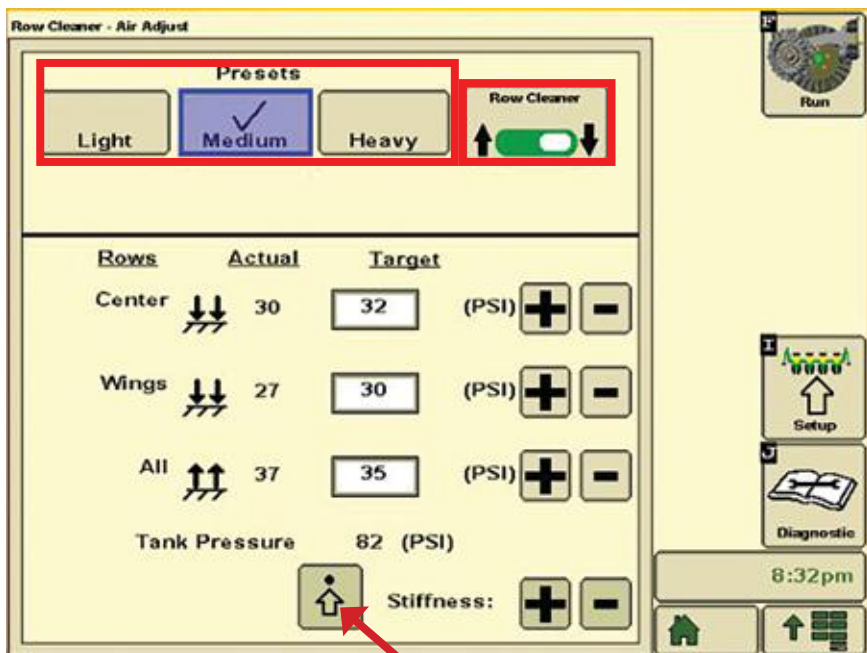 Row Cleaner - Air Adjust
Presets
Light
Medium
Heavy
Row Cleaner
F
Run
Rows Actual Target
Center 30 32 (PSI) + -
Wings 27 30 (PSI) + -
All 37 35 (PSI) + -
Tank Pressure 82 (PSI)
Stiffness: + -
I
Setup
J
Diagnostic
8:32pm